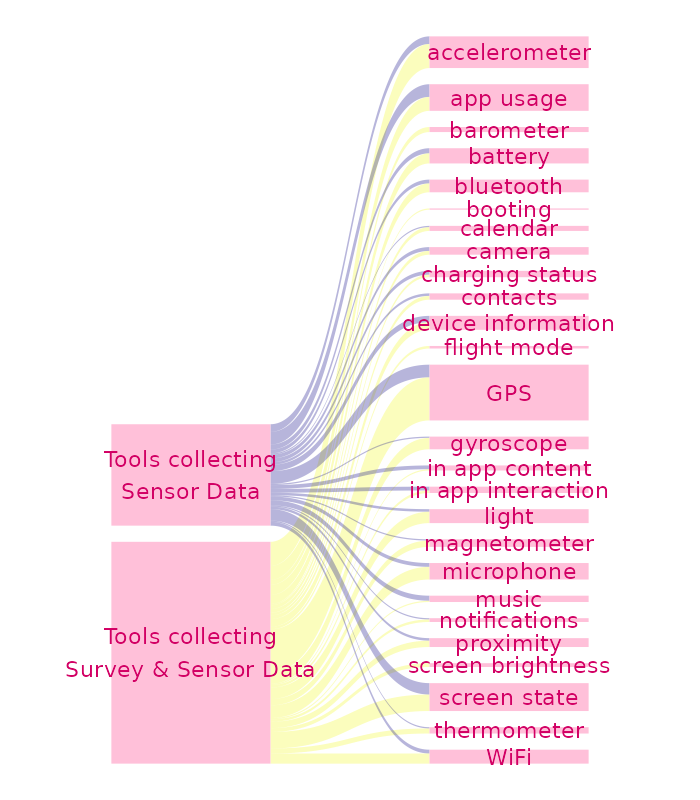 accelerometer
app usage
barometer
battery
bluetooth
booting
calendar
camera
charging status
contacts
device information
flight mode
GPS
gyroscope
in app content
in app interaction
light
magnetometer
microphone
music
notifications
proximity
screen brightness
screen state
thermometer
WiFi
Tools collecting
Sensor Data
Tools collecting
Survey & Sensor Data